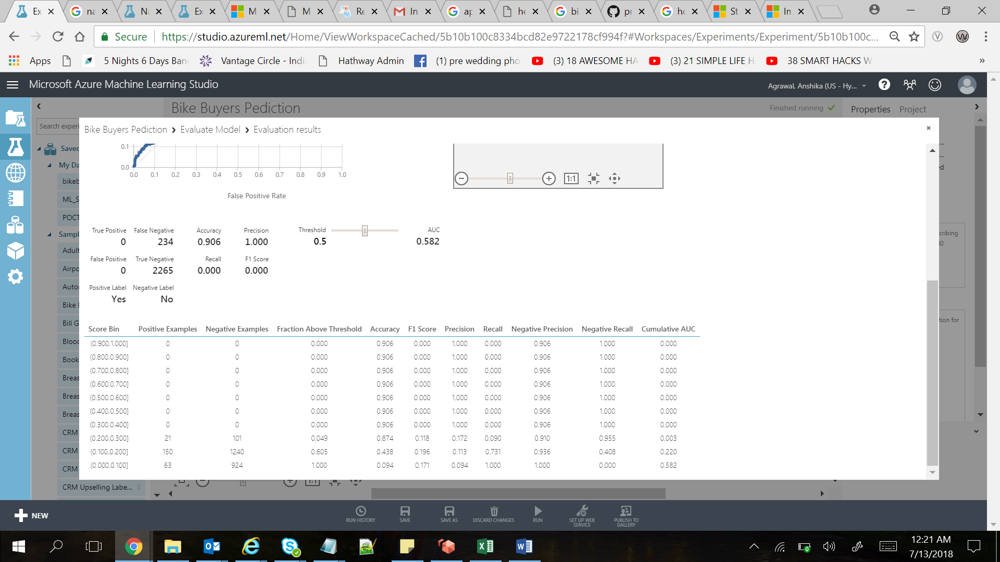 Ex
na
Na
Ex
M
M
Re
In
ap
he
bi
pr
ho
St
In
Secure
https://studio.azureml.net/Home/ViewWorkspaceCached/5b10b100c8334bcd82e9722178cf994f?#Workspaces/Experiments/Experiment/5b10b100c...
Apps
5 Nights 6 Days Bang
Vantage Circle - Indi
Hathway Admin
(1) pre wedding pho
(3) 18 AWESOME HA
(3) 21 SIMPLE LIFE H
38 SMART HACKS W
»
Microsoft Azure Machine Learning Studio
Agrawal, Anshika (US - Hy...
Bike Buyers Pediction
Finished running
Properties Project
Search experi
Bike Buyers Pediction > Evaluate Model > Evaluation results
Saved
My Da
bikeb
ML_S
POCT
Sampl
Adult
Airpo
Autor
Bike
Bill G
Blood
Book
Breas
Breas
Breas
CRM
CRM
CRM
CRM Upselling Labe...
0.1
0.0
0.0 0.1 0.2 0.3 0.4 0.5 0.6 0.7 0.8 0.9 1.0
False Positive Rate
1:1
True Positive False Negative Accuracy Precision Threshold AUC
0 234 0.906 1.000 0.5 0.582
False Positive True Negative Recall F1 Score
0 2265 0.000 0.000
Positive Label Negative Label
Yes No
Score Bin Positive Examples Negative Examples Fraction Above Threshold Accuracy F1 Score Precision Recall Negative Precision Negative Recall Cumulative AUC
(0.900,1.000] 0 0 0.000 0.906 0.000 1.000 0.000 0.906 1.000 0.000
(0.800,0.900] 0 0 0.000 0.906 0.000 1.000 0.000 0.906 1.000 0.000
(0.700,0.800] 0 0 0.000 0.906 0.000 1.000 0.000 0.906 1.000 0.000
(0.600,0.700] 0 0 0.000 0.906 0.000 1.000 0.000 0.906 1.000 0.000
(0.500,0.600] 0 0 0.000 0.906 0.000 1.000 0.000 0.906 1.000 0.000
(0.400,0.500] 0 0 0.000 0.906 0.000 1.000 0.000 0.906 1.000 0.000
(0.300,0.400] 0 0 0.000 0.906 0.000 1.000 0.000 0.906 1.000 0.000
(0.200,0.300] 21 101 0.049 0.874 0.118 0.172 0.090 0.910 0.955 0.003
(0.100,0.200] 150 1240 0.605 0.438 0.196 0.113 0.731 0.936 0.408 0.220
(0.000,0.100] 63 924 1.000 0.094 0.171 0.094 1.000 1.000 0.000 0.582
cribing
tion for
NEW
RUN HISTORY
SAVE
SAVE AS
DISCARD CHANGES
RUN
SET UP WEB
SERVICE
PUBLISH TO
GALLERY
12:21 AM
7/13/2018